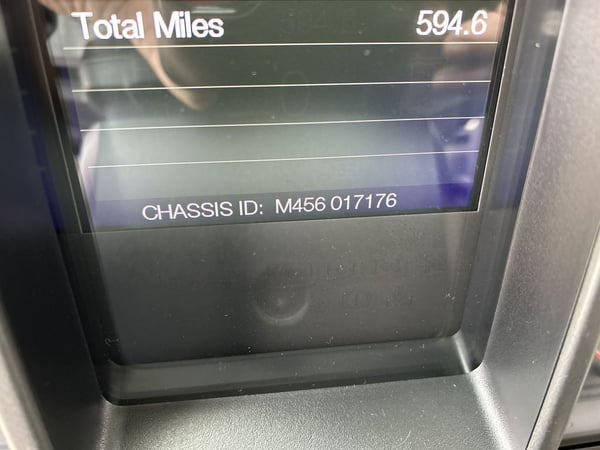 Total Miles 594.6
CHASSIS ID: M456 017176